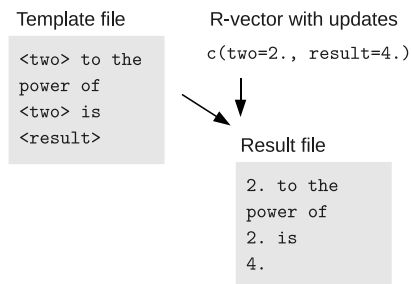 Template file
<two> to the
power of
<two> is
<result>
R-vector with updates
c(two=2., result=4.)
Result file
2. to the
power of
2. is
4.